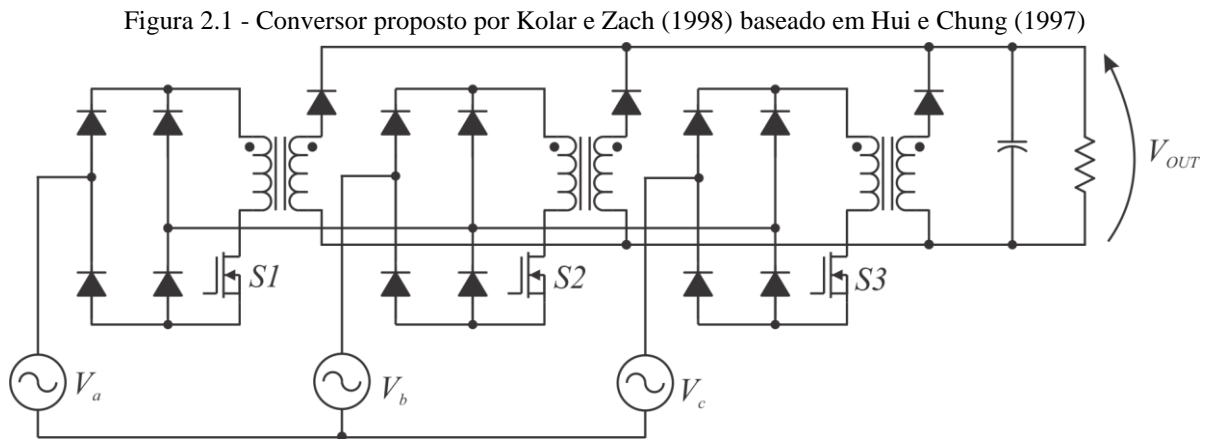 Figura 2.1 - Conversor proposto por Kolar e Zach (1998) baseado em Hui e Chung (1997)
V_OUT
S1
S2
S3
V_a
V_b
V_c